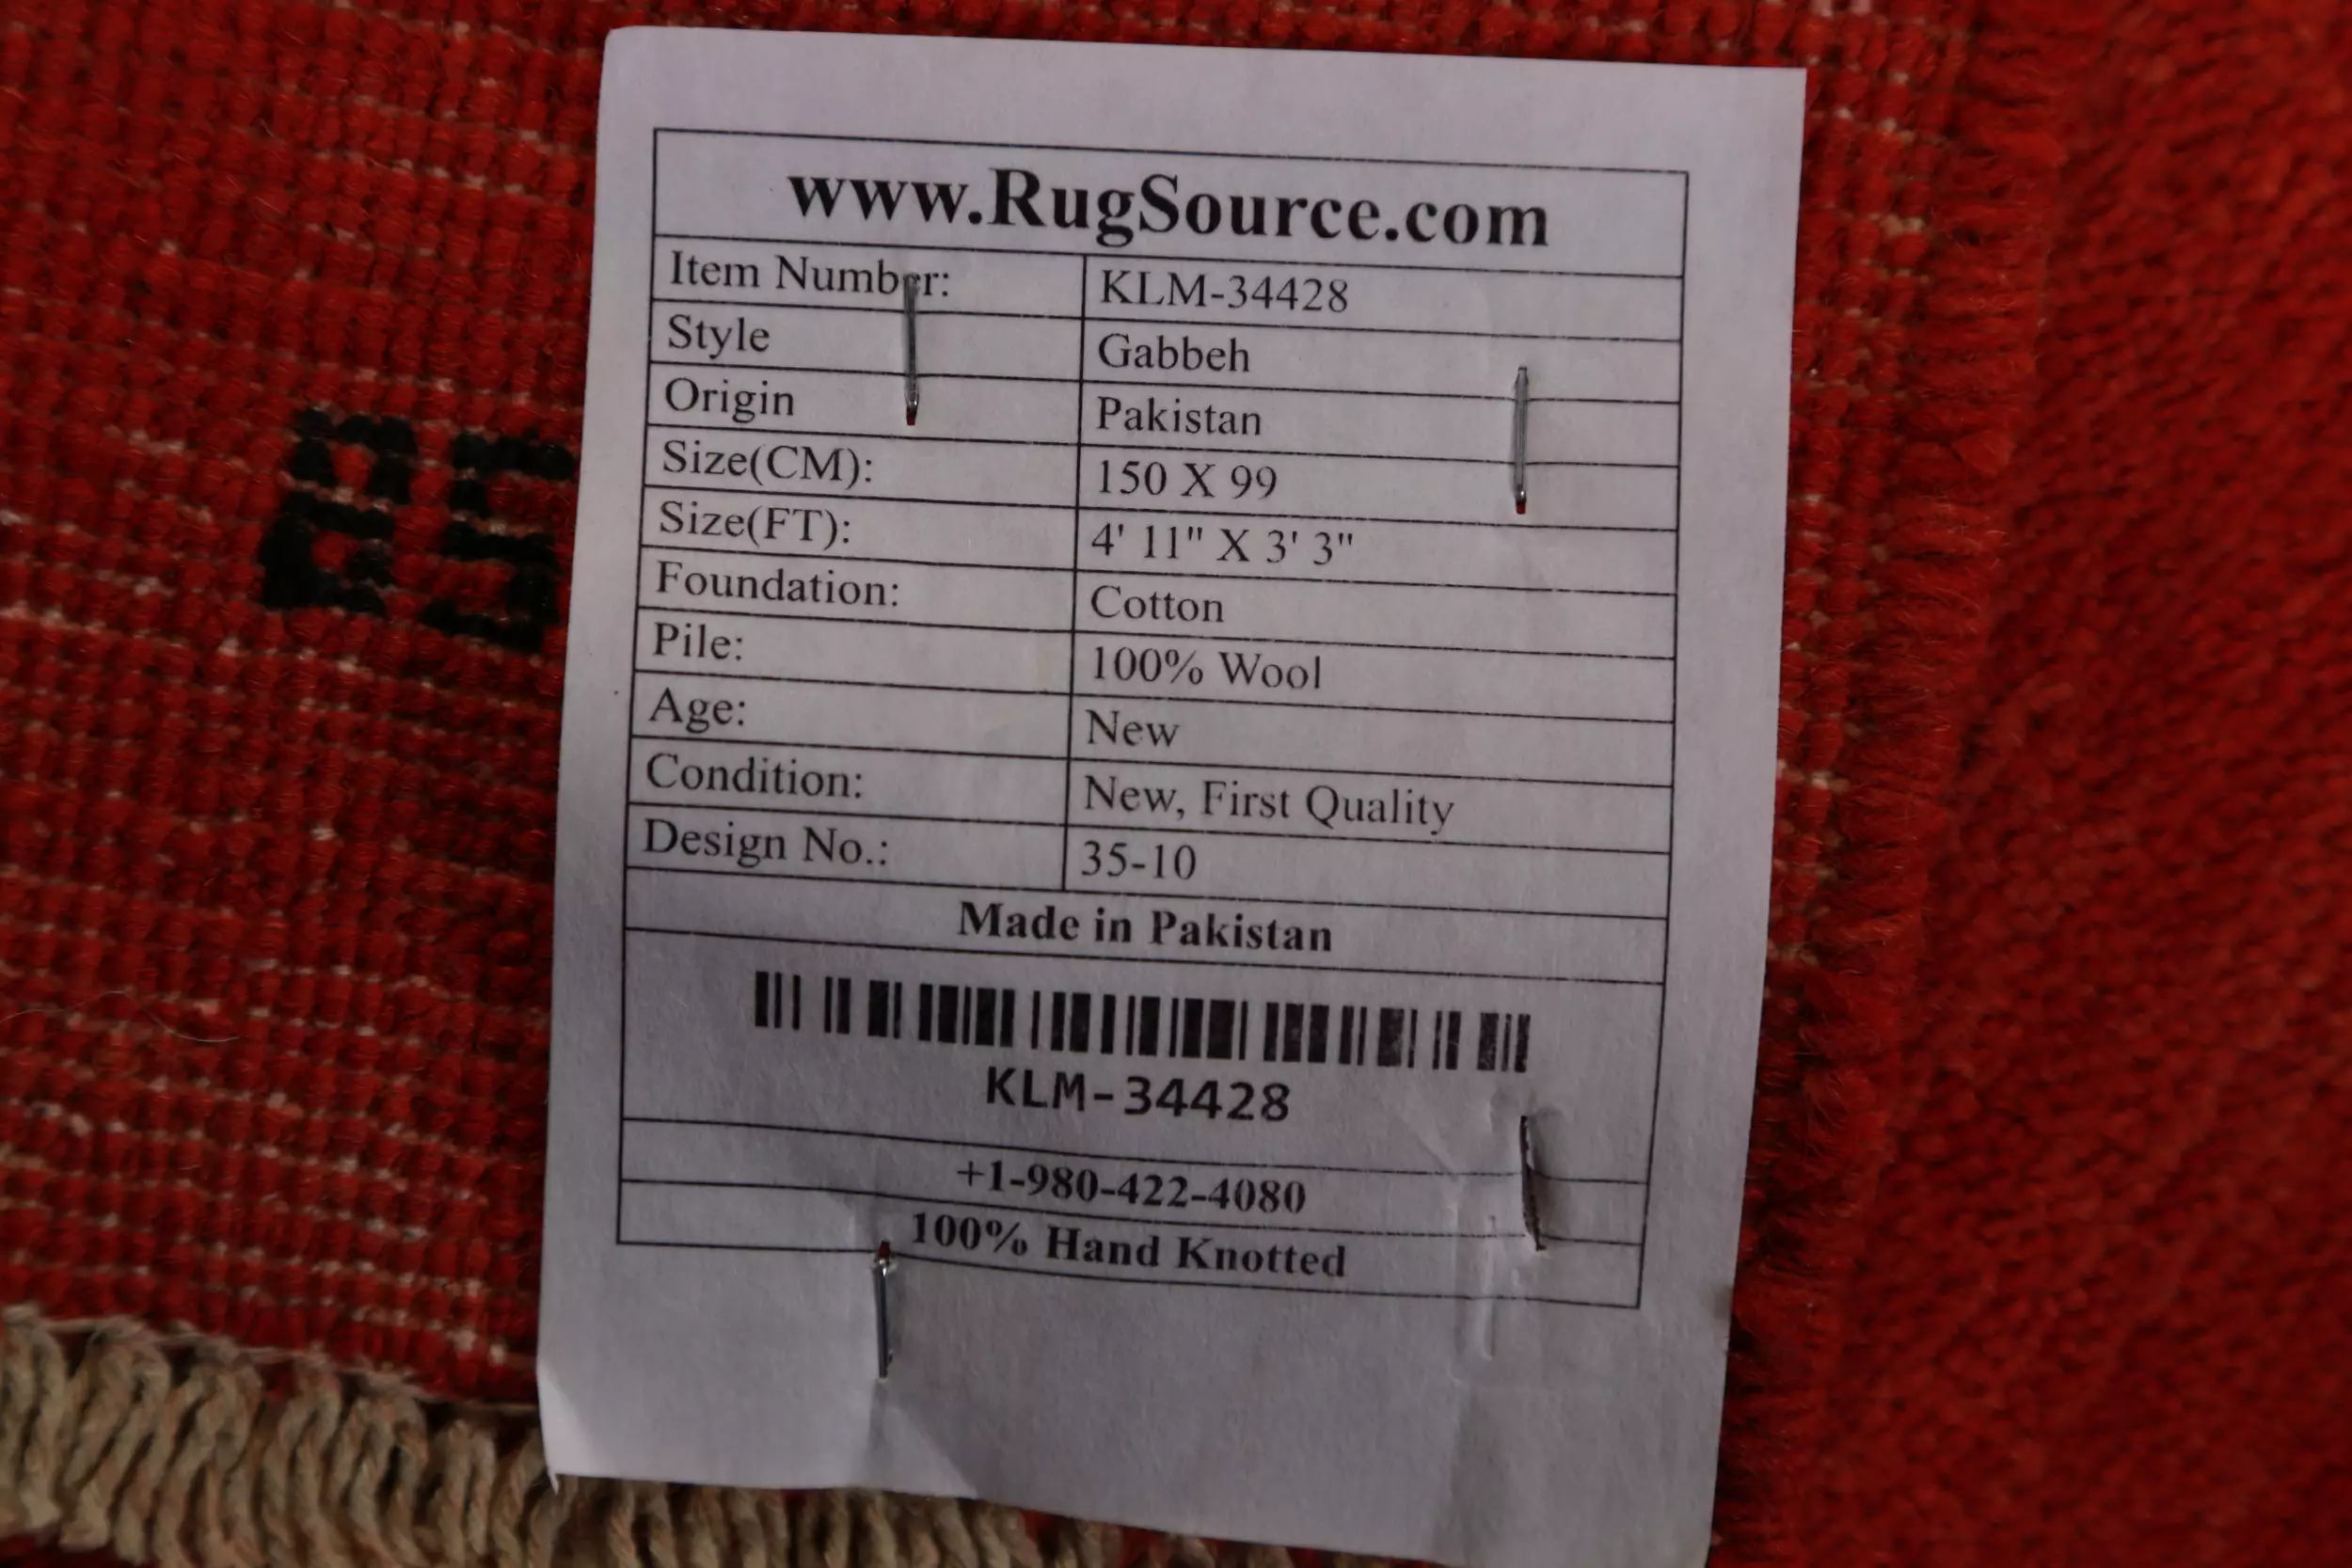 www.RugSource.com
Item Number: KLM-34428
Style Gabbeh
Origin Pakistan
Size(CM): 150 X 99
Size(FT): 4' 11" X 3' 3"
Foundation: Cotton
Pile: 100% Wool
Age: New
Condition: New, First Quality
Design No.: 35-10
Made in Pakistan
KLM-34428
+1-980-422-4080
100% Hand Knotted